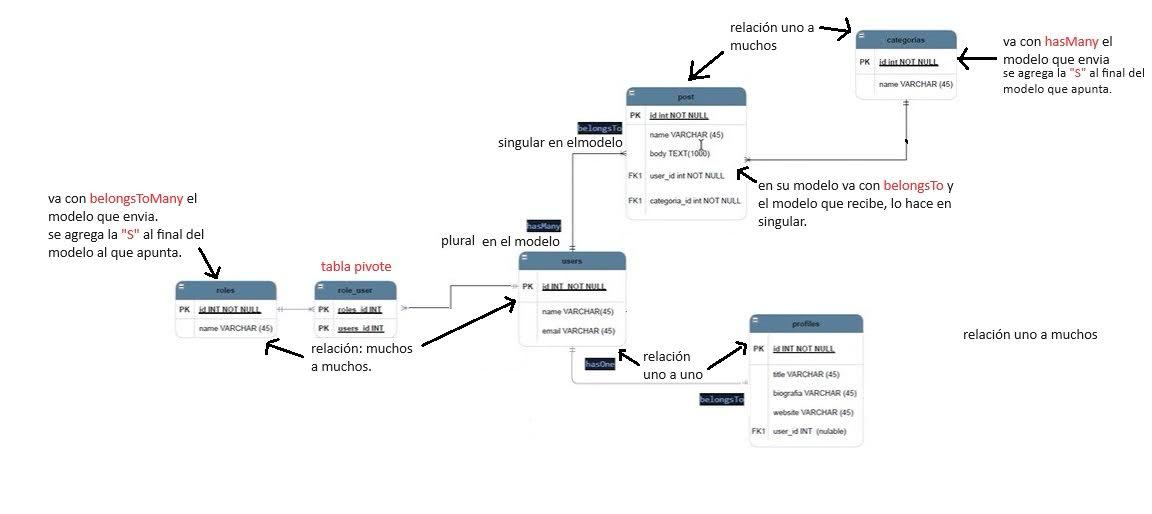 relación uno a
muchos
categorias
PK id int NOT NULL
name VARCHAR (45)
va con hasMany el
modelo que envia
se agrega la "S" al final del
modelo que apunta.
post
PK id int NOT NULL
name VARCHAR (45)
body TEXT(1000)
FK1 user_id int NOT NULL
FK1 categoria_id int NOT NULL
belongsTo
singular en elmodelo
en su modelo va con belongsTo y
el modelo que recibe, lo hace en
singular.
va con belongsToMany el
modelo que envia.
se agrega la "S" al final del
modelo al que apunta.
hasMany
plural en el modelo
tabla pivote
roles
PK id INT NOT NULL
name VARCHAR (45)
role_user
PK roles_id INT
PK users_id INT
users
PK id INT NOT NULL
name VARCHAR(45)
email VARCHAR (45)
relación: muchos
a muchos.
hasOne
relación
uno a uno
belongsTo
profiles
PK id INT NOT NULL
title VARCHAR (45)
biografia VARCHAR (45)
website VARCHAR (45)
FK1 user_id INT (nulable)
relación uno a muchos